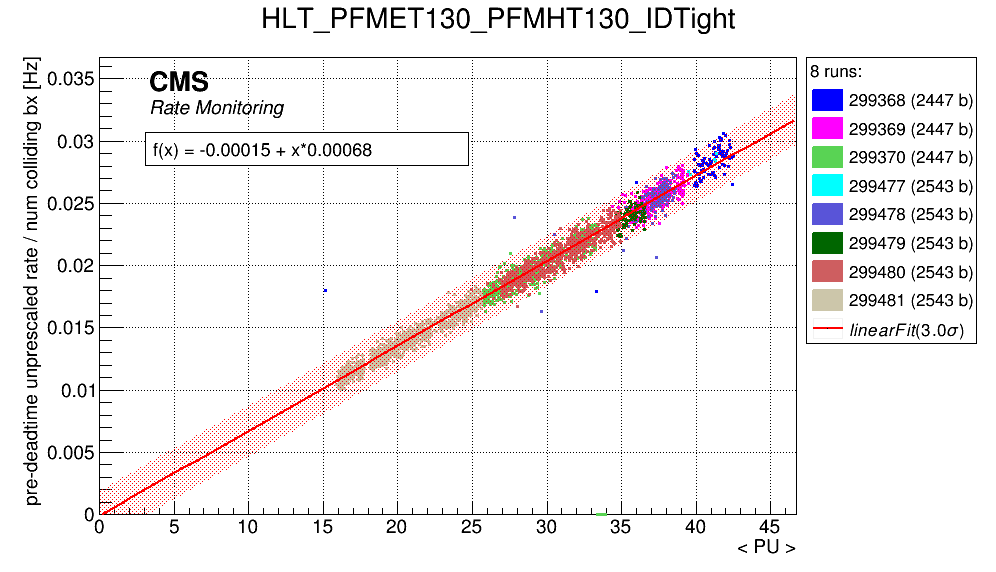 HLT_PFMET130_PFMHT130_IDTight
pre-deadtime unprescaled rate / num colliding bx [Hz]
0.035
0.03
0.025
0.02
0.015
0.01
0.005
0
CMS
Rate Monitoring
f(x) = -0.00015 + x*0.00068
0 5 10 15 20 25 30 35 40 45
< PU >
8 runs:
299368 (2447 b)
299369 (2447 b)
299370 (2447 b)
299477 (2543 b)
299478 (2543 b)
299479 (2543 b)
299480 (2543 b)
299481 (2543 b)
linearFit(3.0σ)